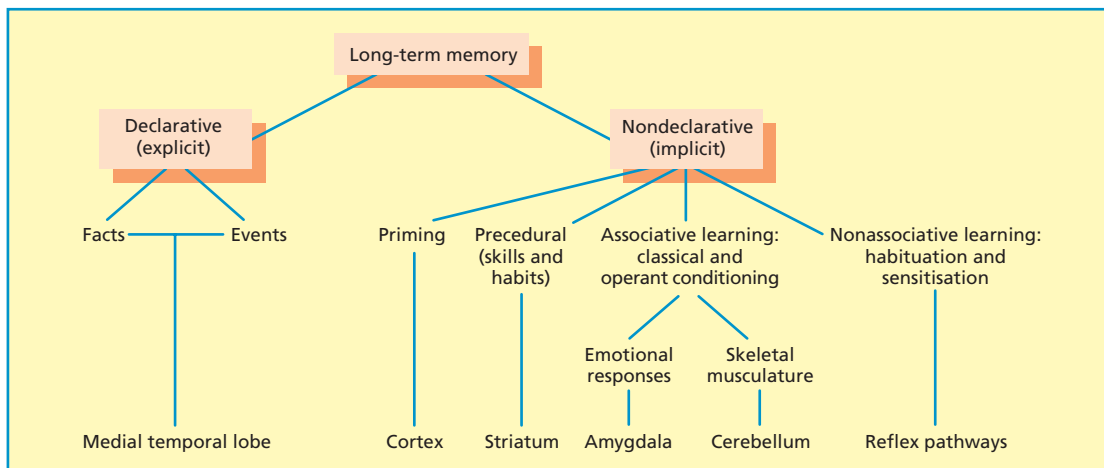 Long-term memory
Declarative
(explicit)
Nondeclarative
(implicit)
Facts
Events
Priming
Precedural
(skills and
habits)
Associative learning:
classical and
operant conditioning
Nonassociative learning:
habituation and
sensitisation
Emotional
responses
Skeletal
musculature
Medial temporal lobe
Cortex
Striatum
Amygdala
Cerebellum
Reflex pathways